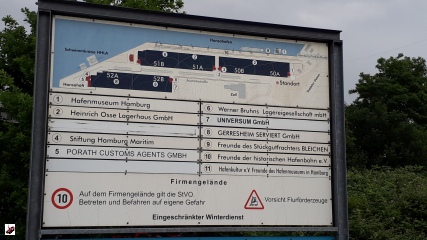 Hansahafen
52A
51B
52B
51A
50B
50A
Standort
Zoll
1 Hafenmuseum Hamburg
2 Heinrich Osse Lagerhaus GmbH
4 Stiftung Hamburg Maritim
5 PORATH CUSTOMS AGENTS GMBH
6 Werner Bruhns Lagereigesellschaft mbH
7 UNIVERSUM GmbH
8 GERRESHEIM SERVIERT GmbH
9 Freunde des Stückgutfrachters BLEICHEN
10 Freunde der historischen Hafenbahn e.V.
11 Hafenkultur e.V Freunde des Hafenmuseums in Hamburg
Firmengelände
10
Auf dem Firmengelände gilt die StVO.
Betreten und Befahren auf eigene Gefahr
Vorsicht Flurförderzeuge
Eingeschränkter Winterdienst